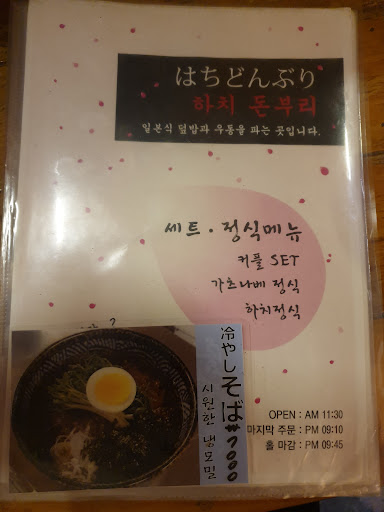 はちどんぶり
하치 돈부리
일본식 덮밥과 우동을 파는 곳입니다.
세트 · 정식메뉴
커플 SET
가츠나베 정식
하치정식
冷やしそば ₩7000
시원한 냉모밀
OPEN : AM 11:30
마지막 주문 : PM 09:10
홀 마감 : PM 09:45